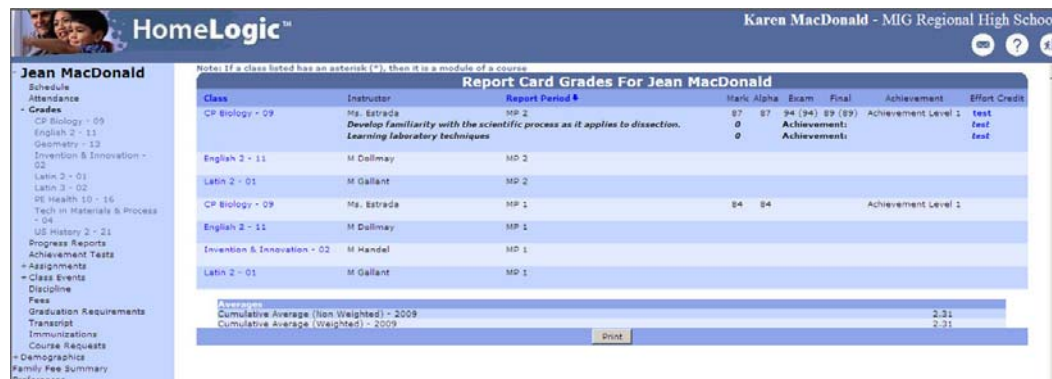 HomeLogic™
Karen MacDonald - MIG Regional High Schoo
?
- Jean MacDonald
Schedule
Attendance
- Grades
CP Biology - 09
English 2 - 11
Geometry - 13
Invention & Innovation - 02
Latin 2 - 01
Latin 3 - 02
PE Health 10 - 16
Tech in Materials & Process - 04
US History 2 - 21
Progress Reports
Achievement Tests
+ Assignments
+ Class Events
Discipline
Fees
Graduation Requirements
Transcript
Immunizations
Course Requests
+ Demographics
Family Fee Summary
Preferences
Note: If a class listed has an asterisk (*), then it is a module of a course
Report Card Grades For Jean MacDonald
Class Instructor Report Period Mark Alpha Exam Final Achievement Effort Credit
CP Biology - 09 Ms. Estrada MP 2 87 87 94 (94) 89 (89) Achievement Level 1 test
Develop familiarity with the scientific process as it applies to dissection. 0 Achievement: test
Learning laboratory techniques 0 Achievement: test
English 2 - 11 M Dollmay MP 2
Latin 2 - 01 M Gallant MP 2
CP Biology - 09 Ms. Estrada MP 1 84 84 Achievement Level 1
English 2 - 11 M Dollmay MP 1
Invention & Innovation - 02 M Handel MP 1
Latin 2 - 01 M Gallant MP 1
Averages
Cumulative Average (Non Weighted) - 2009 2.31
Cumulative Average (Weighted) - 2009 2.31
Print